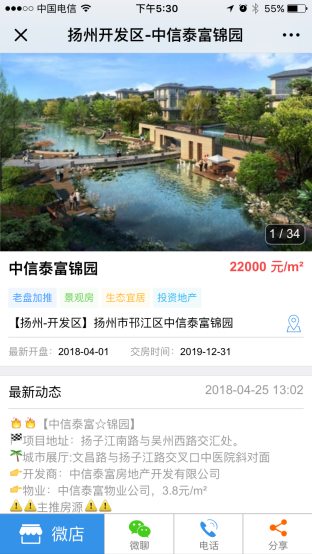 中国电信 下午5:30 55%
扬州开发区-中信泰富锦园
1 / 34
中信泰富锦园 22000 元/m²
老盘加推 景观房 生态宜居 投资地产
【扬州-开发区】扬州市邗江区中信泰富锦园
最新开盘：2018-04-01 交房时间：2019-12-31
最新动态 2018-04-25 13:02
🔥🔥【中信泰富☆锦园】
🏁项目地址：扬子江南路与吴州西路交汇处。
🌴城市展厅:文昌路与扬子江路交叉口中医院斜对面
👉开发商：中信泰富房地产开发有限公司
👉物业：中信泰富物业公司，3.8元/m²
⚠️⚠️主推房源⚠️⚠️
微店 微聊 电话 分享